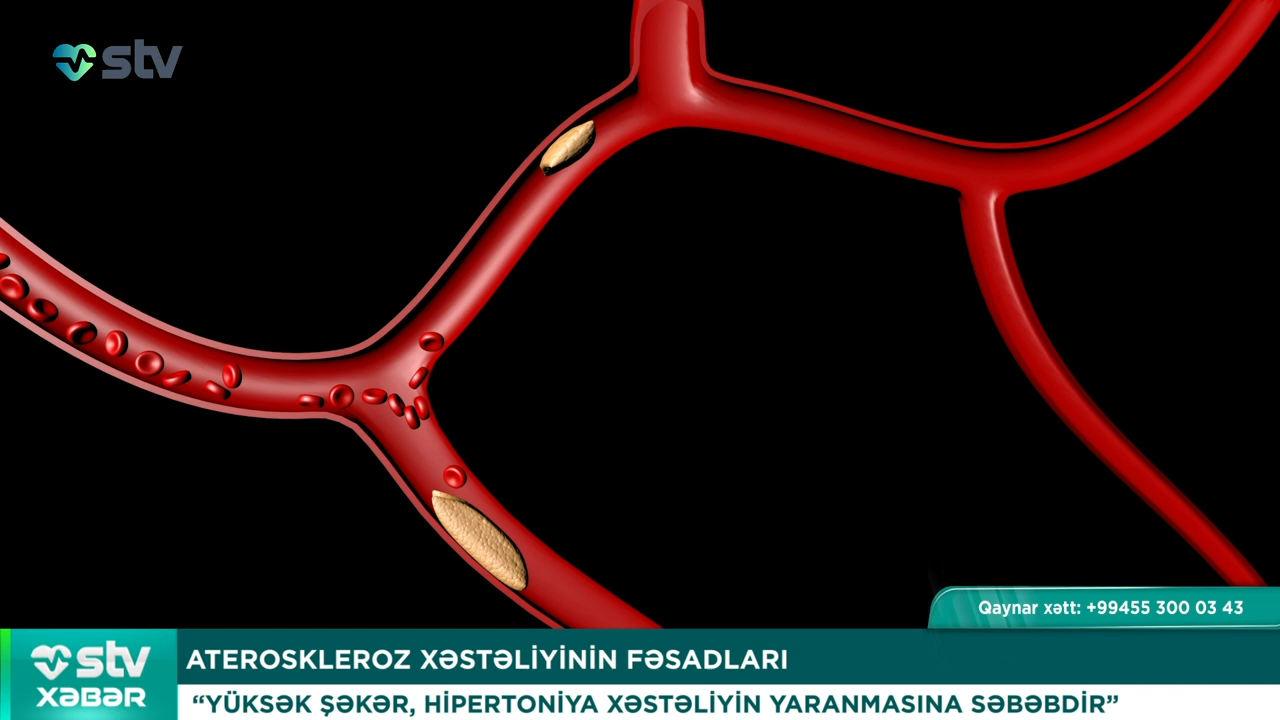 stv
Qaynar xətt: +99455 300 03 43
stv
XƏBƏR
ATEROSKLEROZ XƏSTƏLİYİNİN FƏSADLARI
“YÜKSƏK ŞƏKƏR, HİPERTONİYA XƏSTƏLİYİN YARANMASINA SƏBƏBDİR”